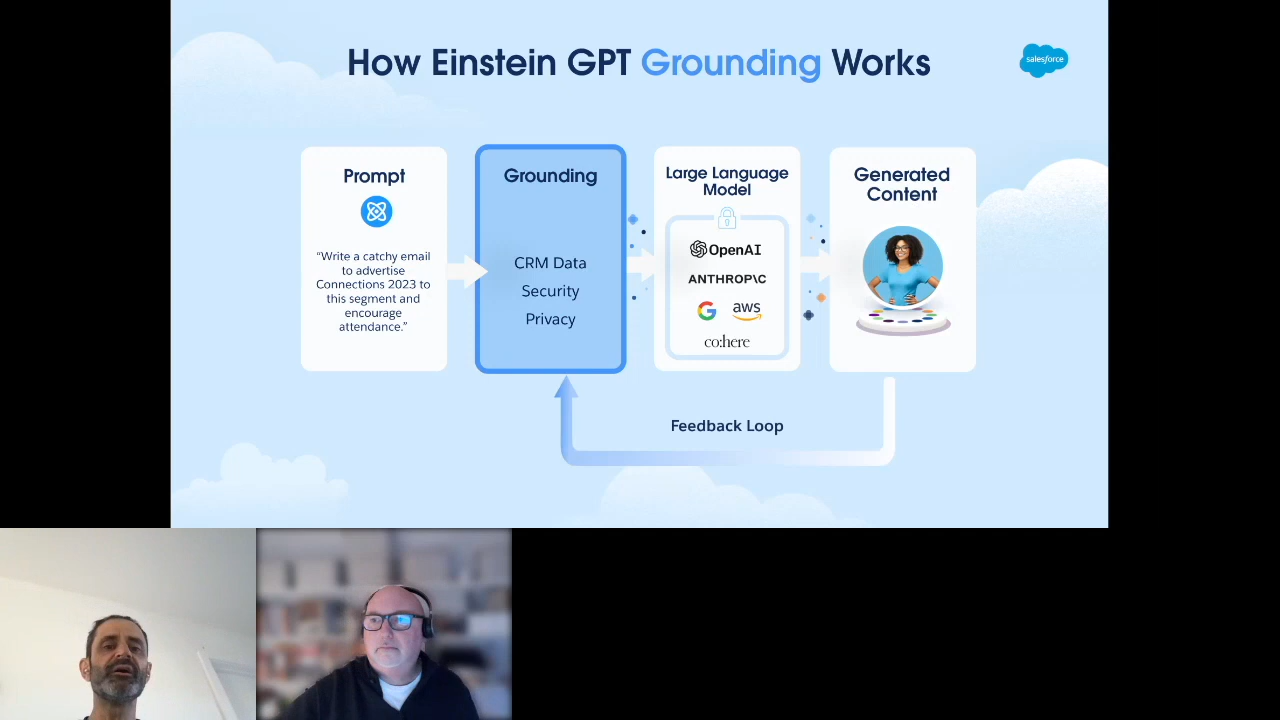 How Einstein GPT Grounding Works
salesforce
Prompt
“Write a catchy email
to advertise
Connections 2023 to
this segment and
encourage
attendance.”
Grounding
CRM Data
Security
Privacy
Large Language
Model
OpenAI
ANTHROP\C
G
aws
co:here
Generated
Content
Feedback Loop